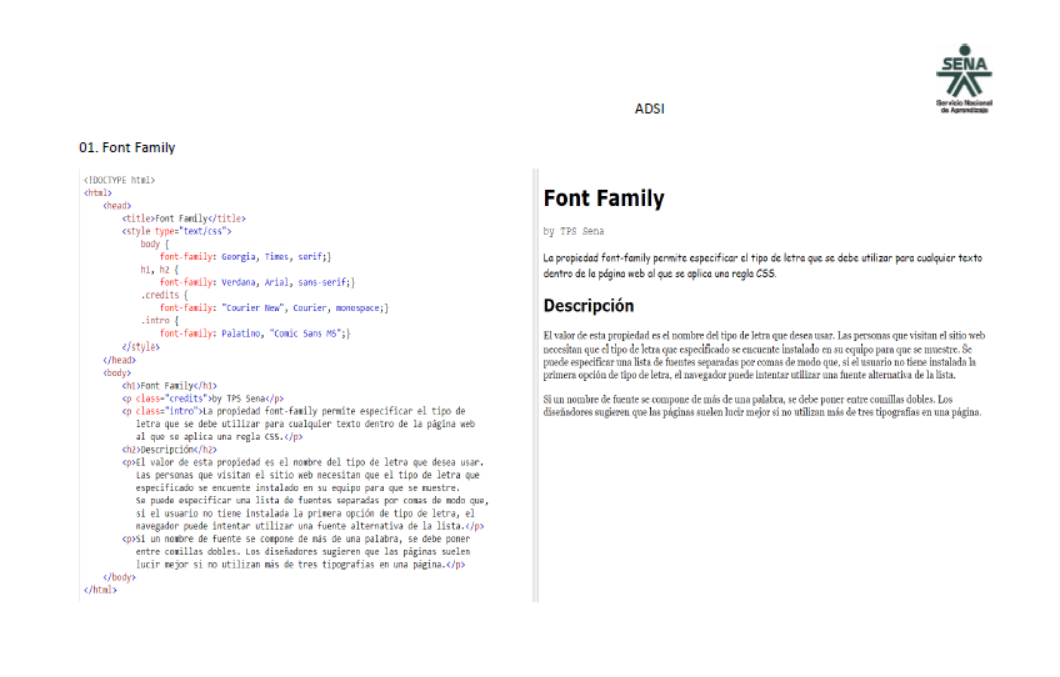 SENA
Servicio Nacional
de Aprendizaje
ADSI
01. Font Family
<!DOCTYPE html>
<html>
<head>
<title>Font Family</title>
<style type="text/css">
body {
font-family: Georgia, Times, serif;}
h1, h2 {
font-family: Verdana, Arial, sans-serif;}
.credits {
font-family: "Courier New", Courier, monospace;}
.intro {
font-family: Palatino, "Comic Sans MS";}
</style>
</head>
<body>
<h1>Font Family</h1>
<p class="credits">by TPS Sena</p>
<p class="intro">La propiedad font-family permite especificar el tipo de
letra que se debe utilizar para cualquier texto dentro de la página web
al que se aplica una regla CSS.</p>
<h2>Descripción</h2>
<p>El valor de esta propiedad es el nombre del tipo de letra que desea usar.
Las personas que visitan el sitio web necesitan que el tipo de letra que
especificado se encuente instalado en su equipo para que se muestre.
Se puede especificar una lista de fuentes separadas por comas de modo que,
si el usuario no tiene instalada la primera opción de tipo de letra, el
navegador puede intentar utilizar una fuente alternativa de la lista.</p>
<p>Si un nombre de fuente se compone de más de una palabra, se debe poner
entre comillas dobles. Los diseñadores sugieren que las páginas suelen
lucir mejor si no utilizan más de tres tipografias en una página.</p>
</body>
</html>
Font Family
by TPS Sena
La propiedad font-family permite especificar el tipo de letra que se debe utilizar para cualquier texto
dentro de la página web al que se aplica una regla CSS.
Descripción
El valor de esta propiedad es el nombre del tipo de letra que desea usar. Las personas que visitan el sitio web
necesitan que el tipo de letra que especificado se encuente instalado en su equipo para que se muestre. Se
puede especificar una lista de fuentes separadas por comas de modo que, si el usuario no tiene instalada la
primera opción de tipo de letra, el navegador puede intentar utilizar una fuente alternativa de la lista.
Si un nombre de fuente se compone de más de una palabra, se debe poner entre comillas dobles. Los
diseñadores sugieren que las páginas suelen lucir mejor si no utilizan más de tres tipografias en una página.